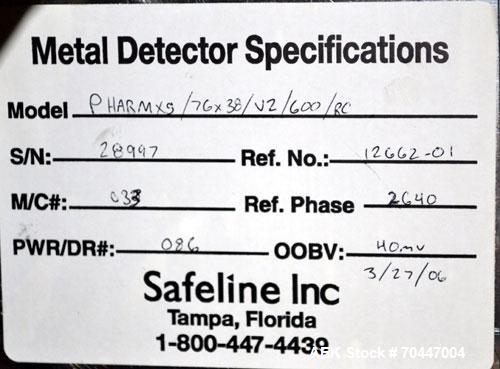 Metal Detector Specifications
Model PHARMXS/76x38/V2/600/RC
S/N: 28997 Ref. No.: 12662-01
M/C#: 033 Ref. Phase 2640
PWR/DR#: 086 OOBV: 40mv
3/27/06
Safeline Inc
Tampa, Florida
1-800-447-4439
Stock # 70447004